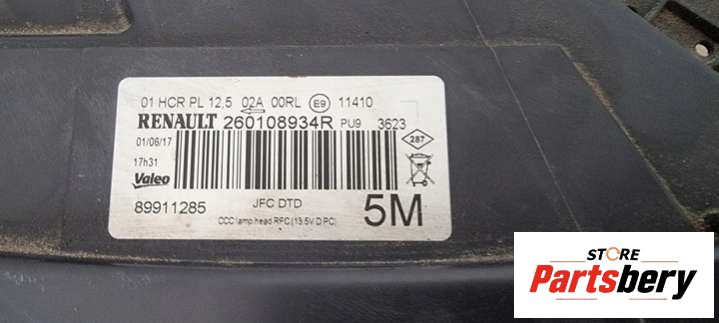 01 HCR PL 12,5 02A 00RL E9 11410
RENAULT 260108934R PU9 3623
01/06/17
287
17h31
Valeo
89911285 JFC DTD 5M
CCC lamp head RFC (13.5V D PC)
STORE
Partsbery